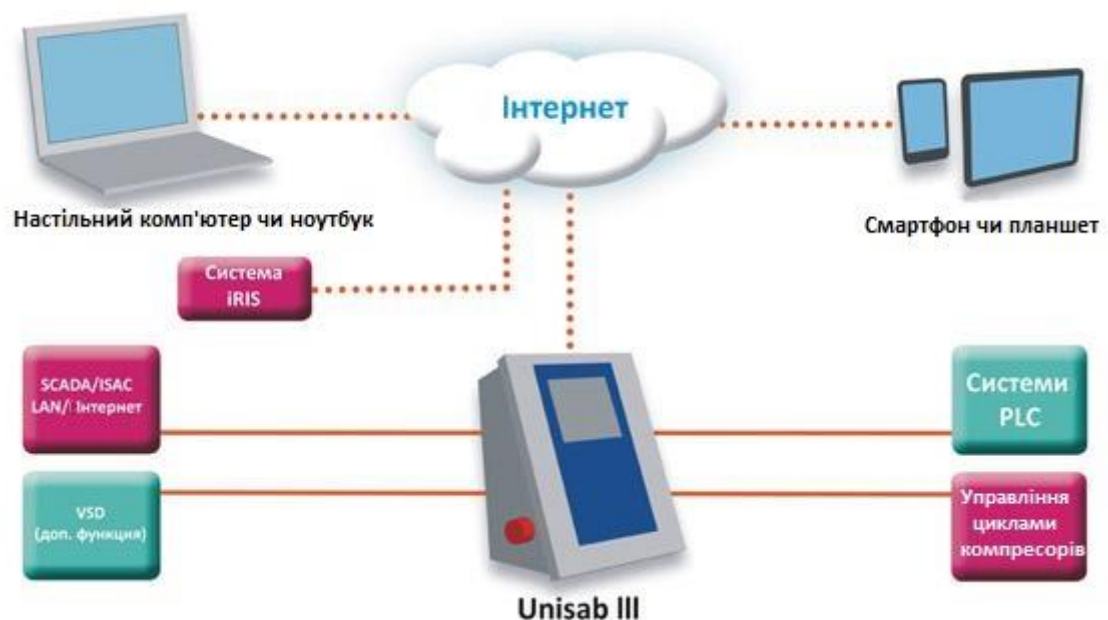 Інтернет
Настільний комп'ютер чи ноутбук
Смартфон чи планшет
Система
iRIS
SCADA/ISAC
LAN/Інтернет
Системи
PLC
VSD
(доп. функция)
Управління
циклами
компресорів
Unisab III